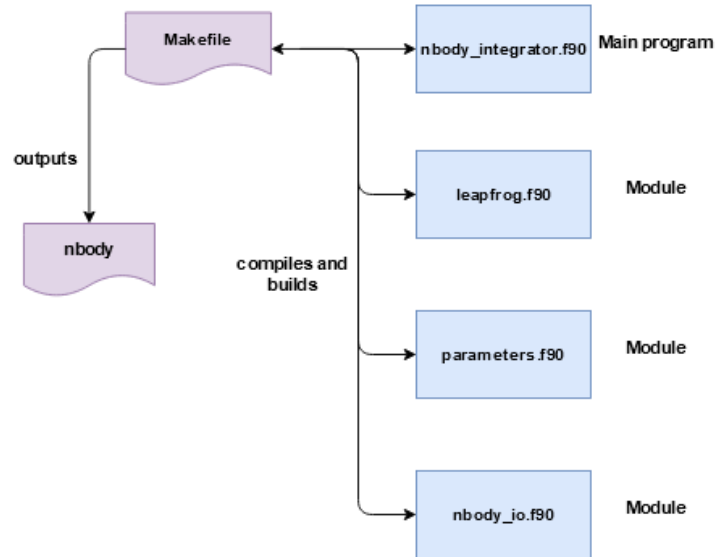 Makefile
nbody_integrator.f90
Main program
outputs
leapfrog.f90
Module
nbody
compiles and
builds
parameters.f90
Module
nbody_io.f90
Module